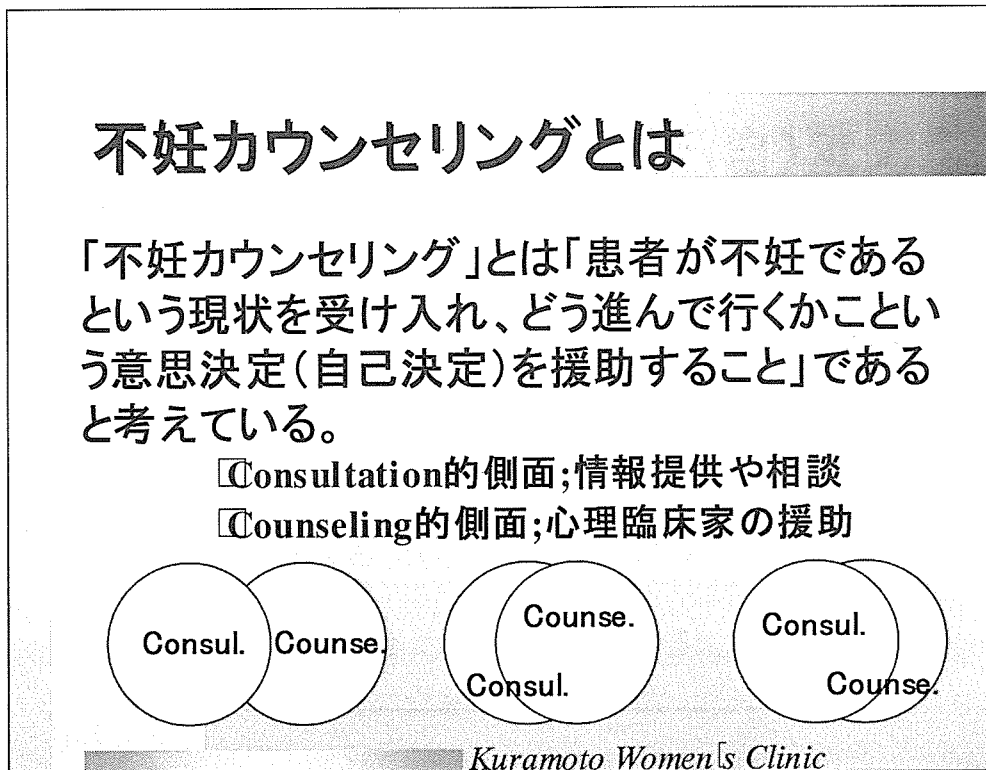 不妊カウンセリングとは
「不妊カウンセリング」とは「患者が不妊である
という現状を受け入れ、どう進んで行くかことい
う意思決定(自己決定)を援助すること」である
と考えている。
Consultation的側面;情報提供や相談
Counseling的側面;心理臨床家の援助
Consul. Counse. Counse. Consul.
Consul. Counse.
Kuramoto Women[s Clinic